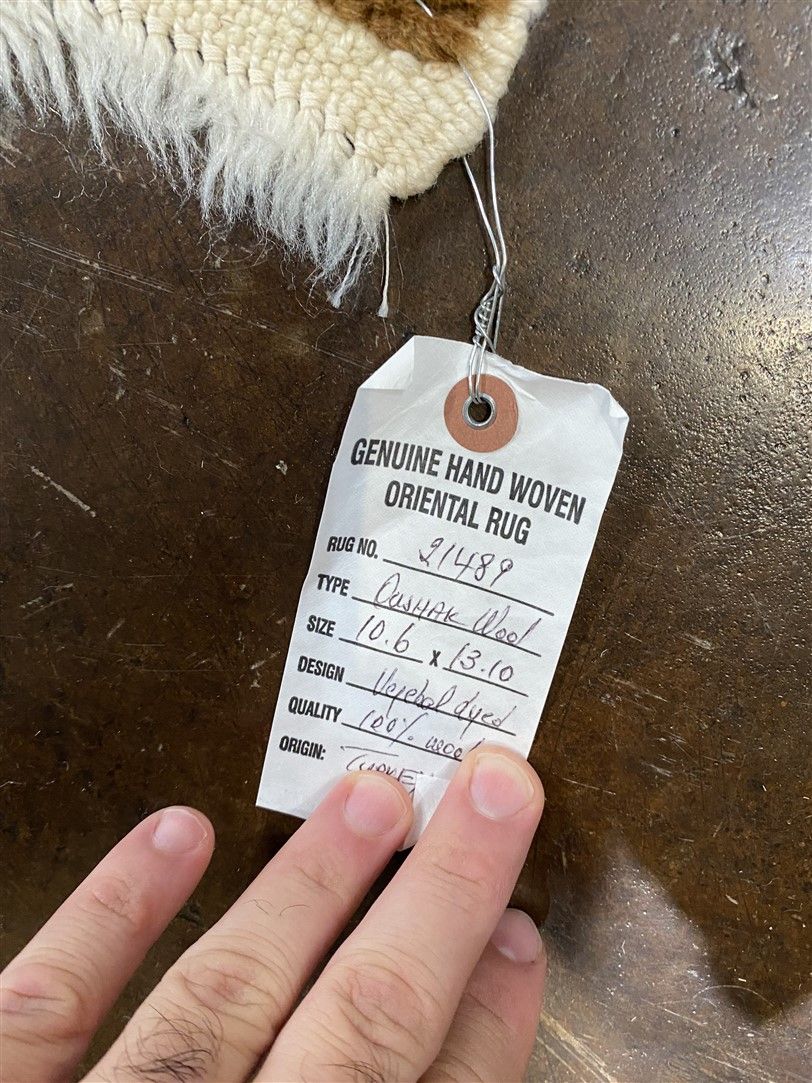 GENUINE HAND WOVEN
ORIENTAL RUG
RUG NO. 21489
TYPE Oushak Wool
SIZE 10.6 x 13.10
DESIGN Vegebal dyed
QUALITY 100% wool
ORIGIN: